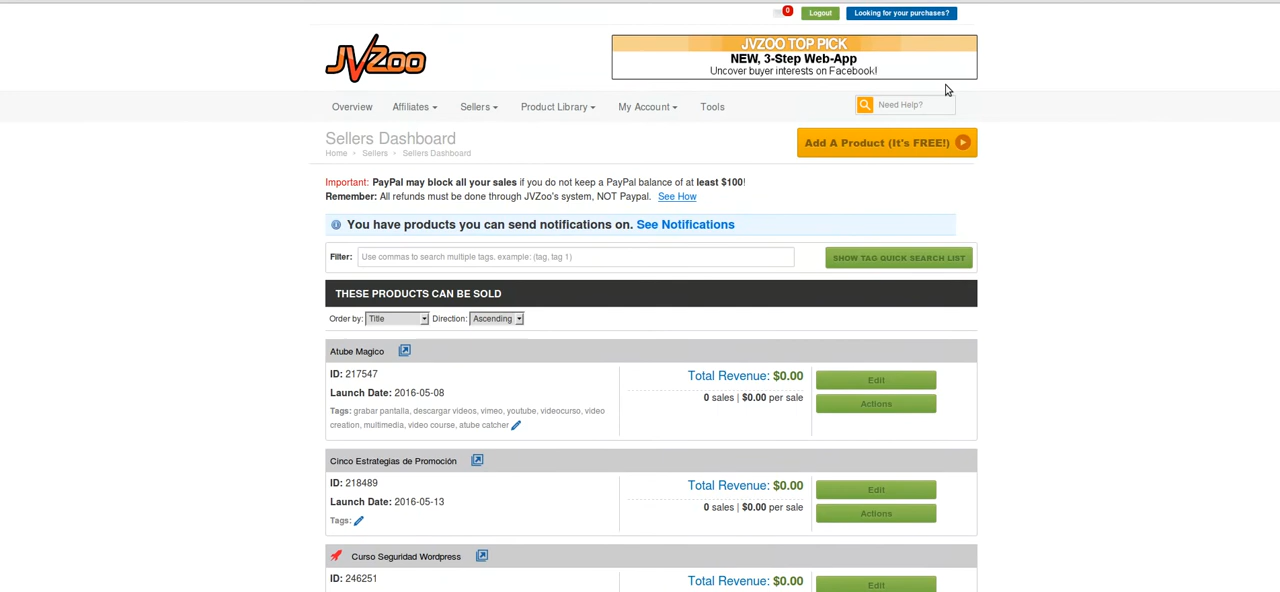 0 Logout Looking for your purchases?
JVZoo
JVZOO TOP PICK
NEW, 3-Step Web-App
Uncover buyer interests on Facebook!
Overview Affiliates Sellers Product Library My Account Tools Need Help?
Sellers Dashboard
Home Sellers Sellers Dashboard
Add A Product (It's FREE!)
Important: PayPal may block all your sales if you do not keep a PayPal balance of at least $100!
Remember: All refunds must be done through JVZoo's system, NOT Paypal. See How
You have products you can send notifications on. See Notifications
Filter: Use commas to search multiple tags. example: (tag, tag 1) SHOW TAG QUICK SEARCH LIST
THESE PRODUCTS CAN BE SOLD
Order by: Title Direction: Ascending
Atube Magico
ID: 217547
Launch Date: 2016-05-08
Tags: grabar pantalla, descargar videos, vimeo, youtube, videocurso, video
creation, multimedia, video course, atube catcher
Total Revenue: $0.00
0 sales | $0.00 per sale
Edit
Actions
Cinco Estrategias de Promoción
ID: 218489
Launch Date: 2016-05-13
Tags:
Total Revenue: $0.00
0 sales | $0.00 per sale
Edit
Actions
Curso Seguridad Wordpress
ID: 246251
Total Revenue: $0.00
Edit